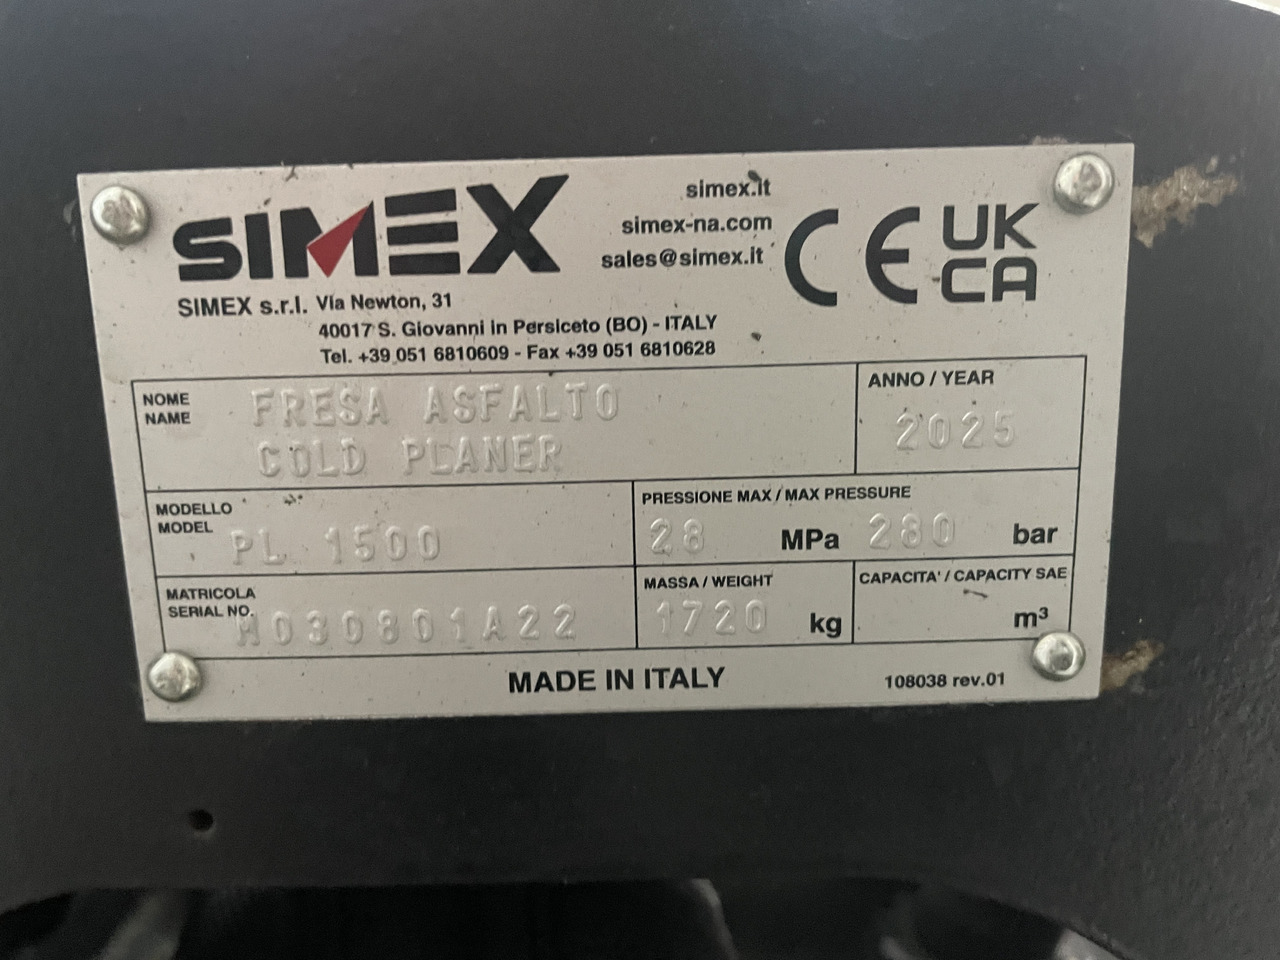 SIMEX
simex.it
simex-na.com
sales@simex.it
CE
UK
CA
SIMEX s.r.l. Via Newton, 31
40017 S. Giovanni in Persiceto (BO) - ITALY
Tel. +39 051 6810609 - Fax +39 051 6810628
NOME
NAME
FRESA ASFALTO
COLD PLANER
ANNO / YEAR
2025
MODELLO
MODEL
PL 1500
PRESSIONE MAX / MAX PRESSURE
28 MPa 280 bar
MATRICOLA
SERIAL NO.
M030801A22
MASSA / WEIGHT
1720 kg
CAPACITA' / CAPACITY SAE
m³
MADE IN ITALY
108038 rev.01